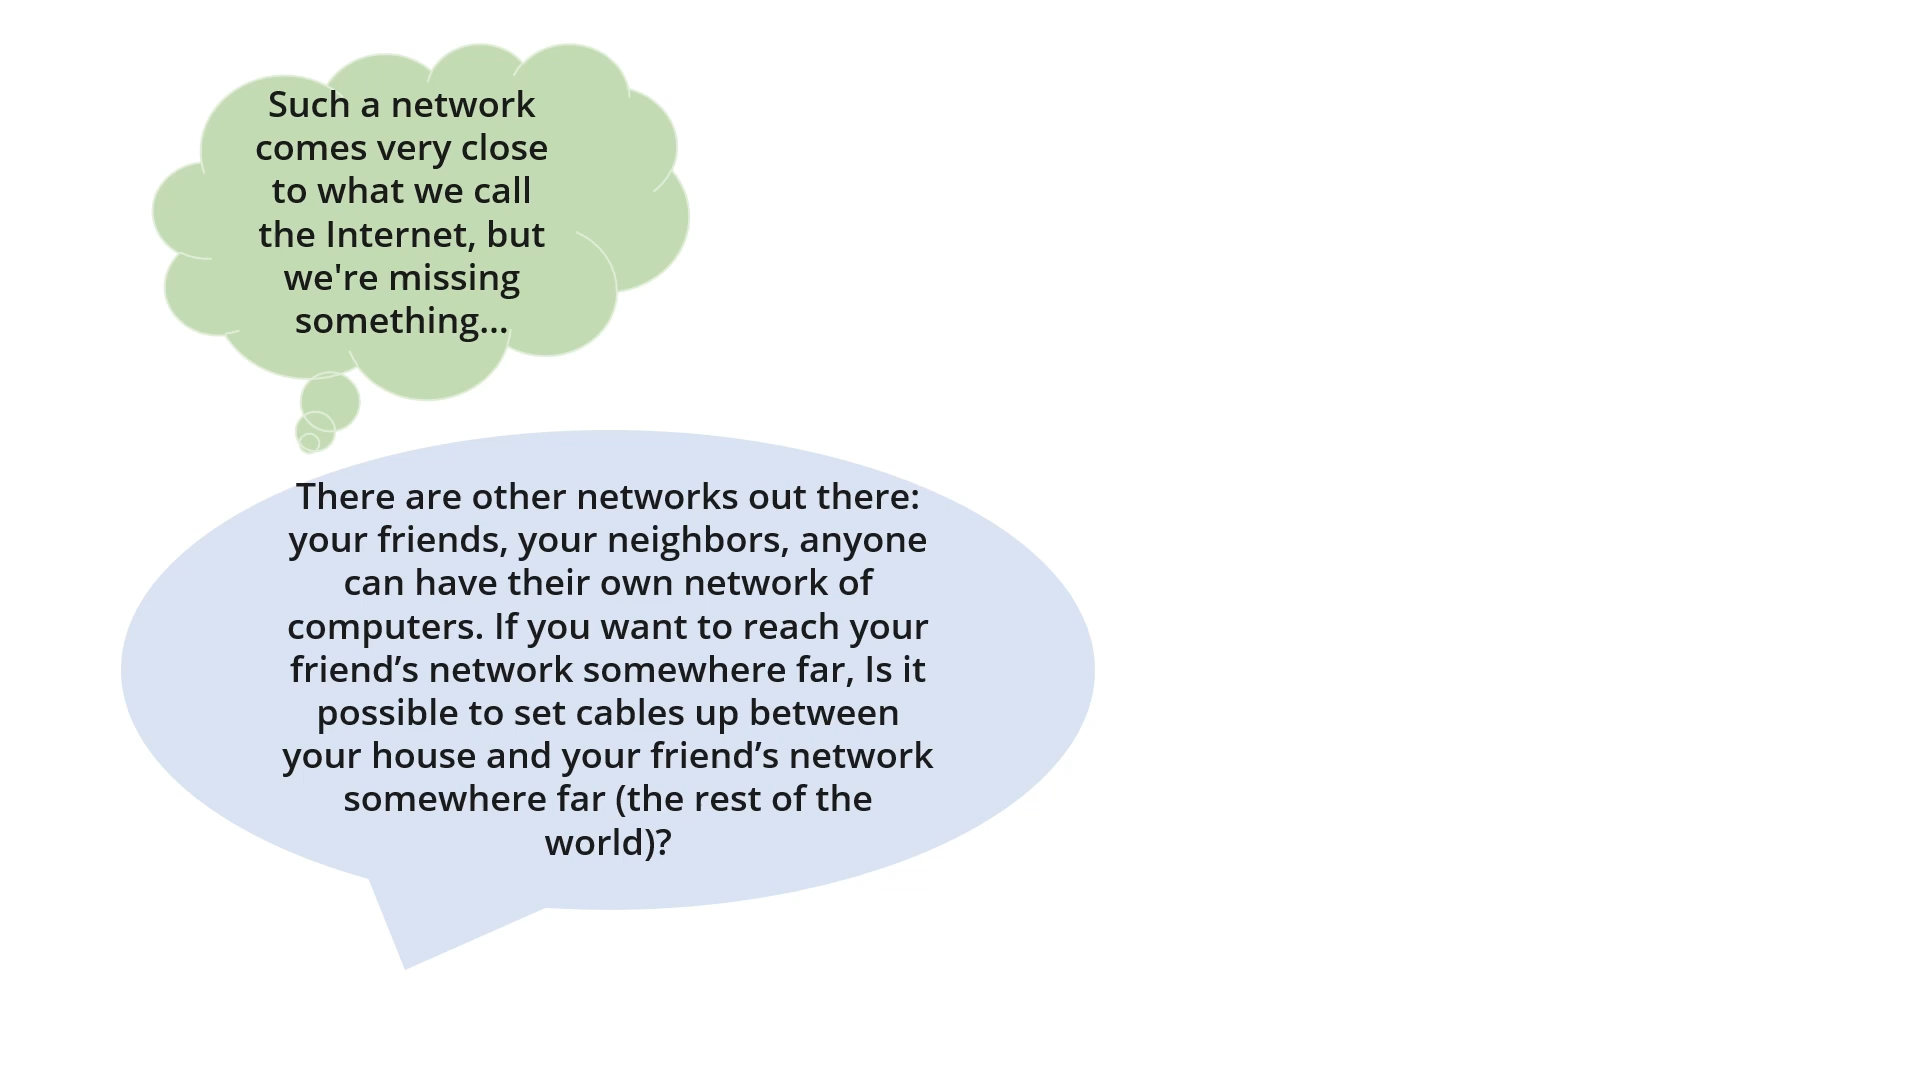 Such a network
comes very close
to what we call
the Internet, but
we're missing
something...
There are other networks out there:
your friends, your neighbors, anyone
can have their own network of
computers. If you want to reach your
friend’s network somewhere far, Is it
possible to set cables up between
your house and your friend’s network
somewhere far (the rest of the
world)?